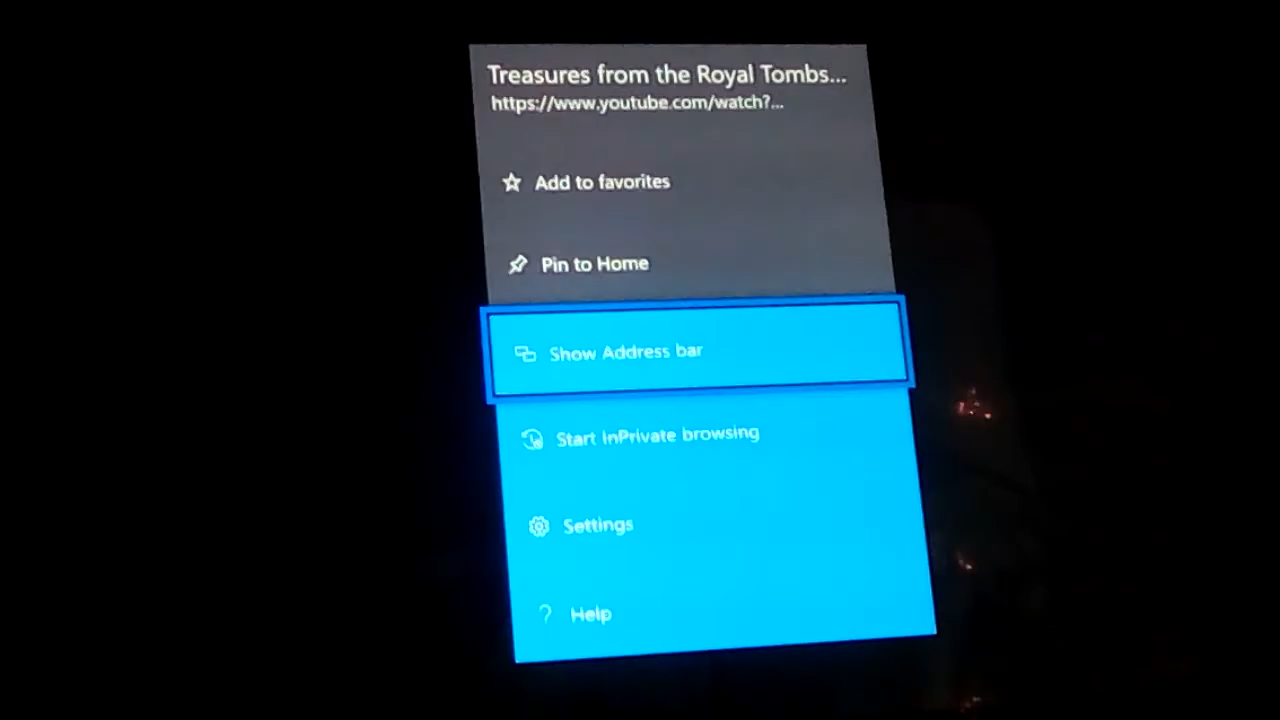 Treasures from the Royal Tombs...
https://www.youtube.com/watch?...
Add to favorites
Pin to Home
Show Address bar
Start InPrivate browsing
Settings
Help